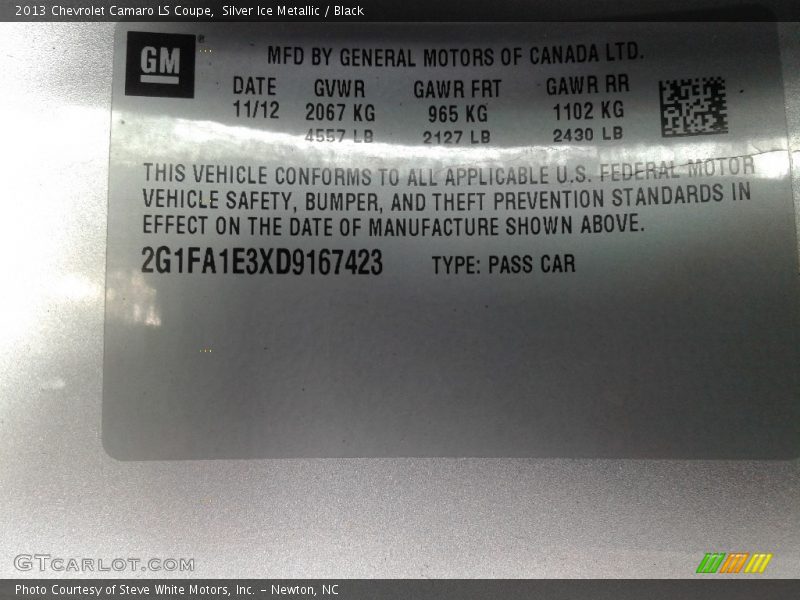 2013 Chevrolet Camaro LS Coupe, Silver Ice Metallic / Black
GM
MFD BY GENERAL MOTORS OF CANADA LTD.
DATE GVWR GAWR FRT GAWR RR
11/12 2067 KG 965 KG 1102 KG
4557 LB 2127 LB 2430 LB
THIS VEHICLE CONFORMS TO ALL APPLICABLE U.S. FEDERAL MOTOR
VEHICLE SAFETY, BUMPER, AND THEFT PREVENTION STANDARDS IN
EFFECT ON THE DATE OF MANUFACTURE SHOWN ABOVE.
2G1FA1E3XD9167423 TYPE: PASS CAR
GTCARLOT.COM
Photo Courtesy of Steve White Motors, Inc. – Newton, NC